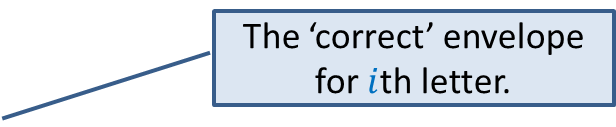 The ‘correct’ envelope
for ith letter.